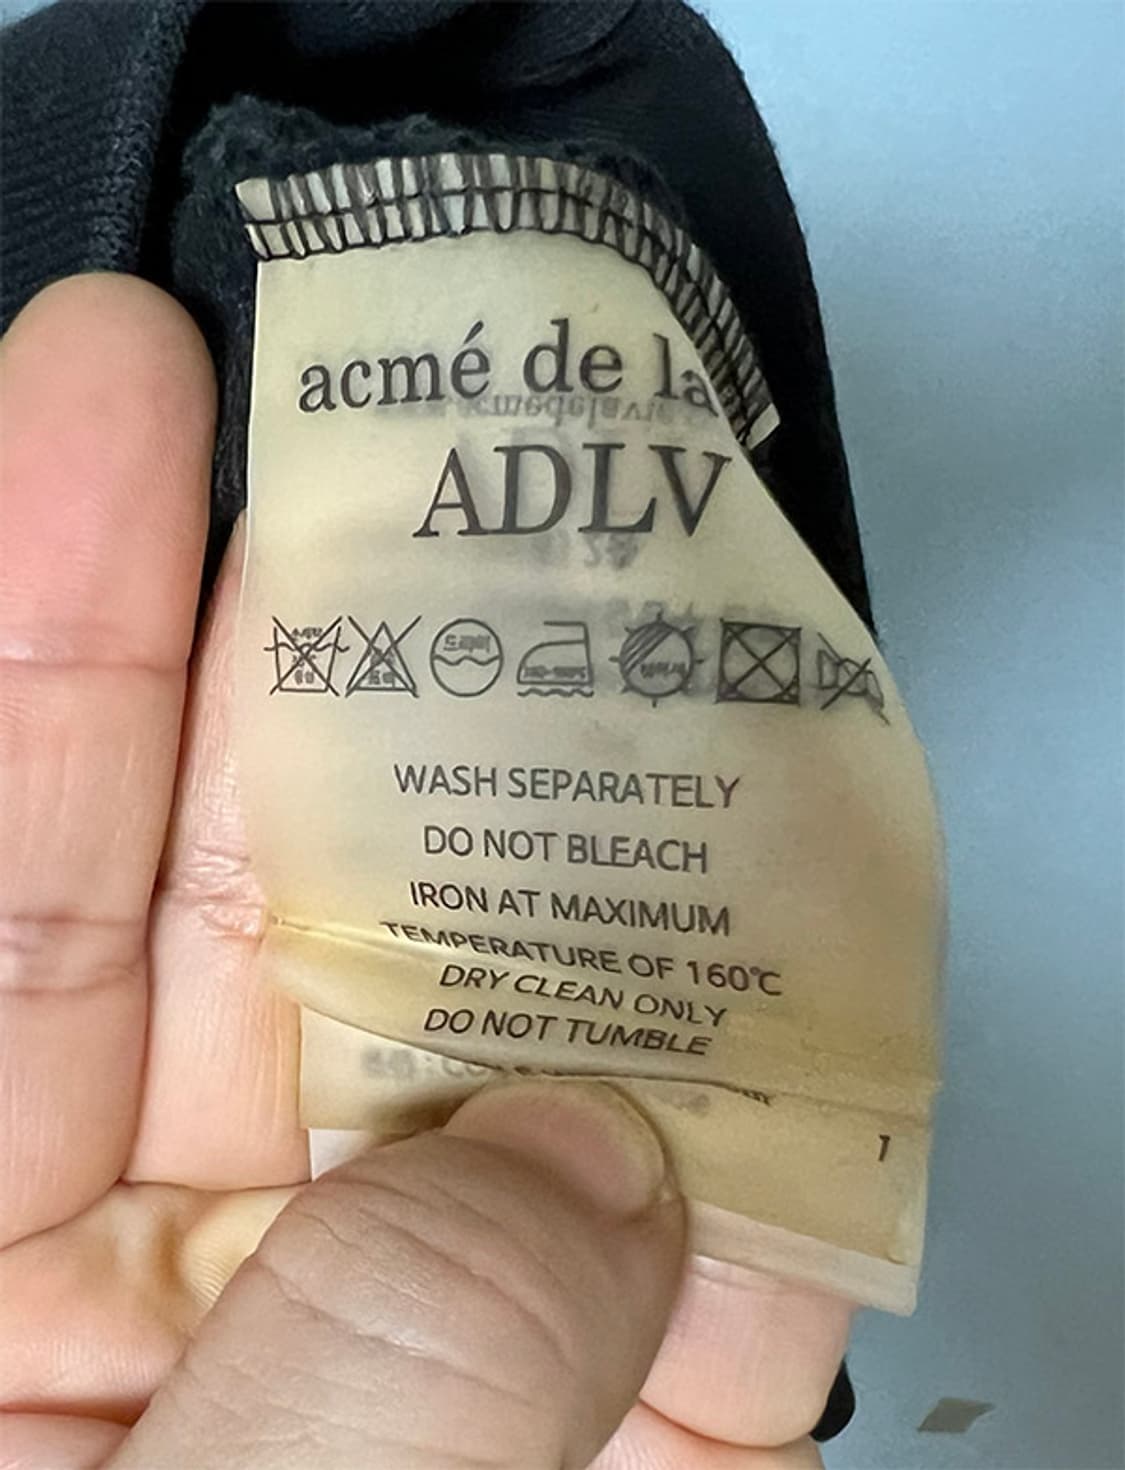 acmé de la
ADLV
WASH SEPARATELY
DO NOT BLEACH
IRON AT MAXIMUM
TEMPERATURE OF 160℃
DRY CLEAN ONLY
DO NOT TUMBLE
1